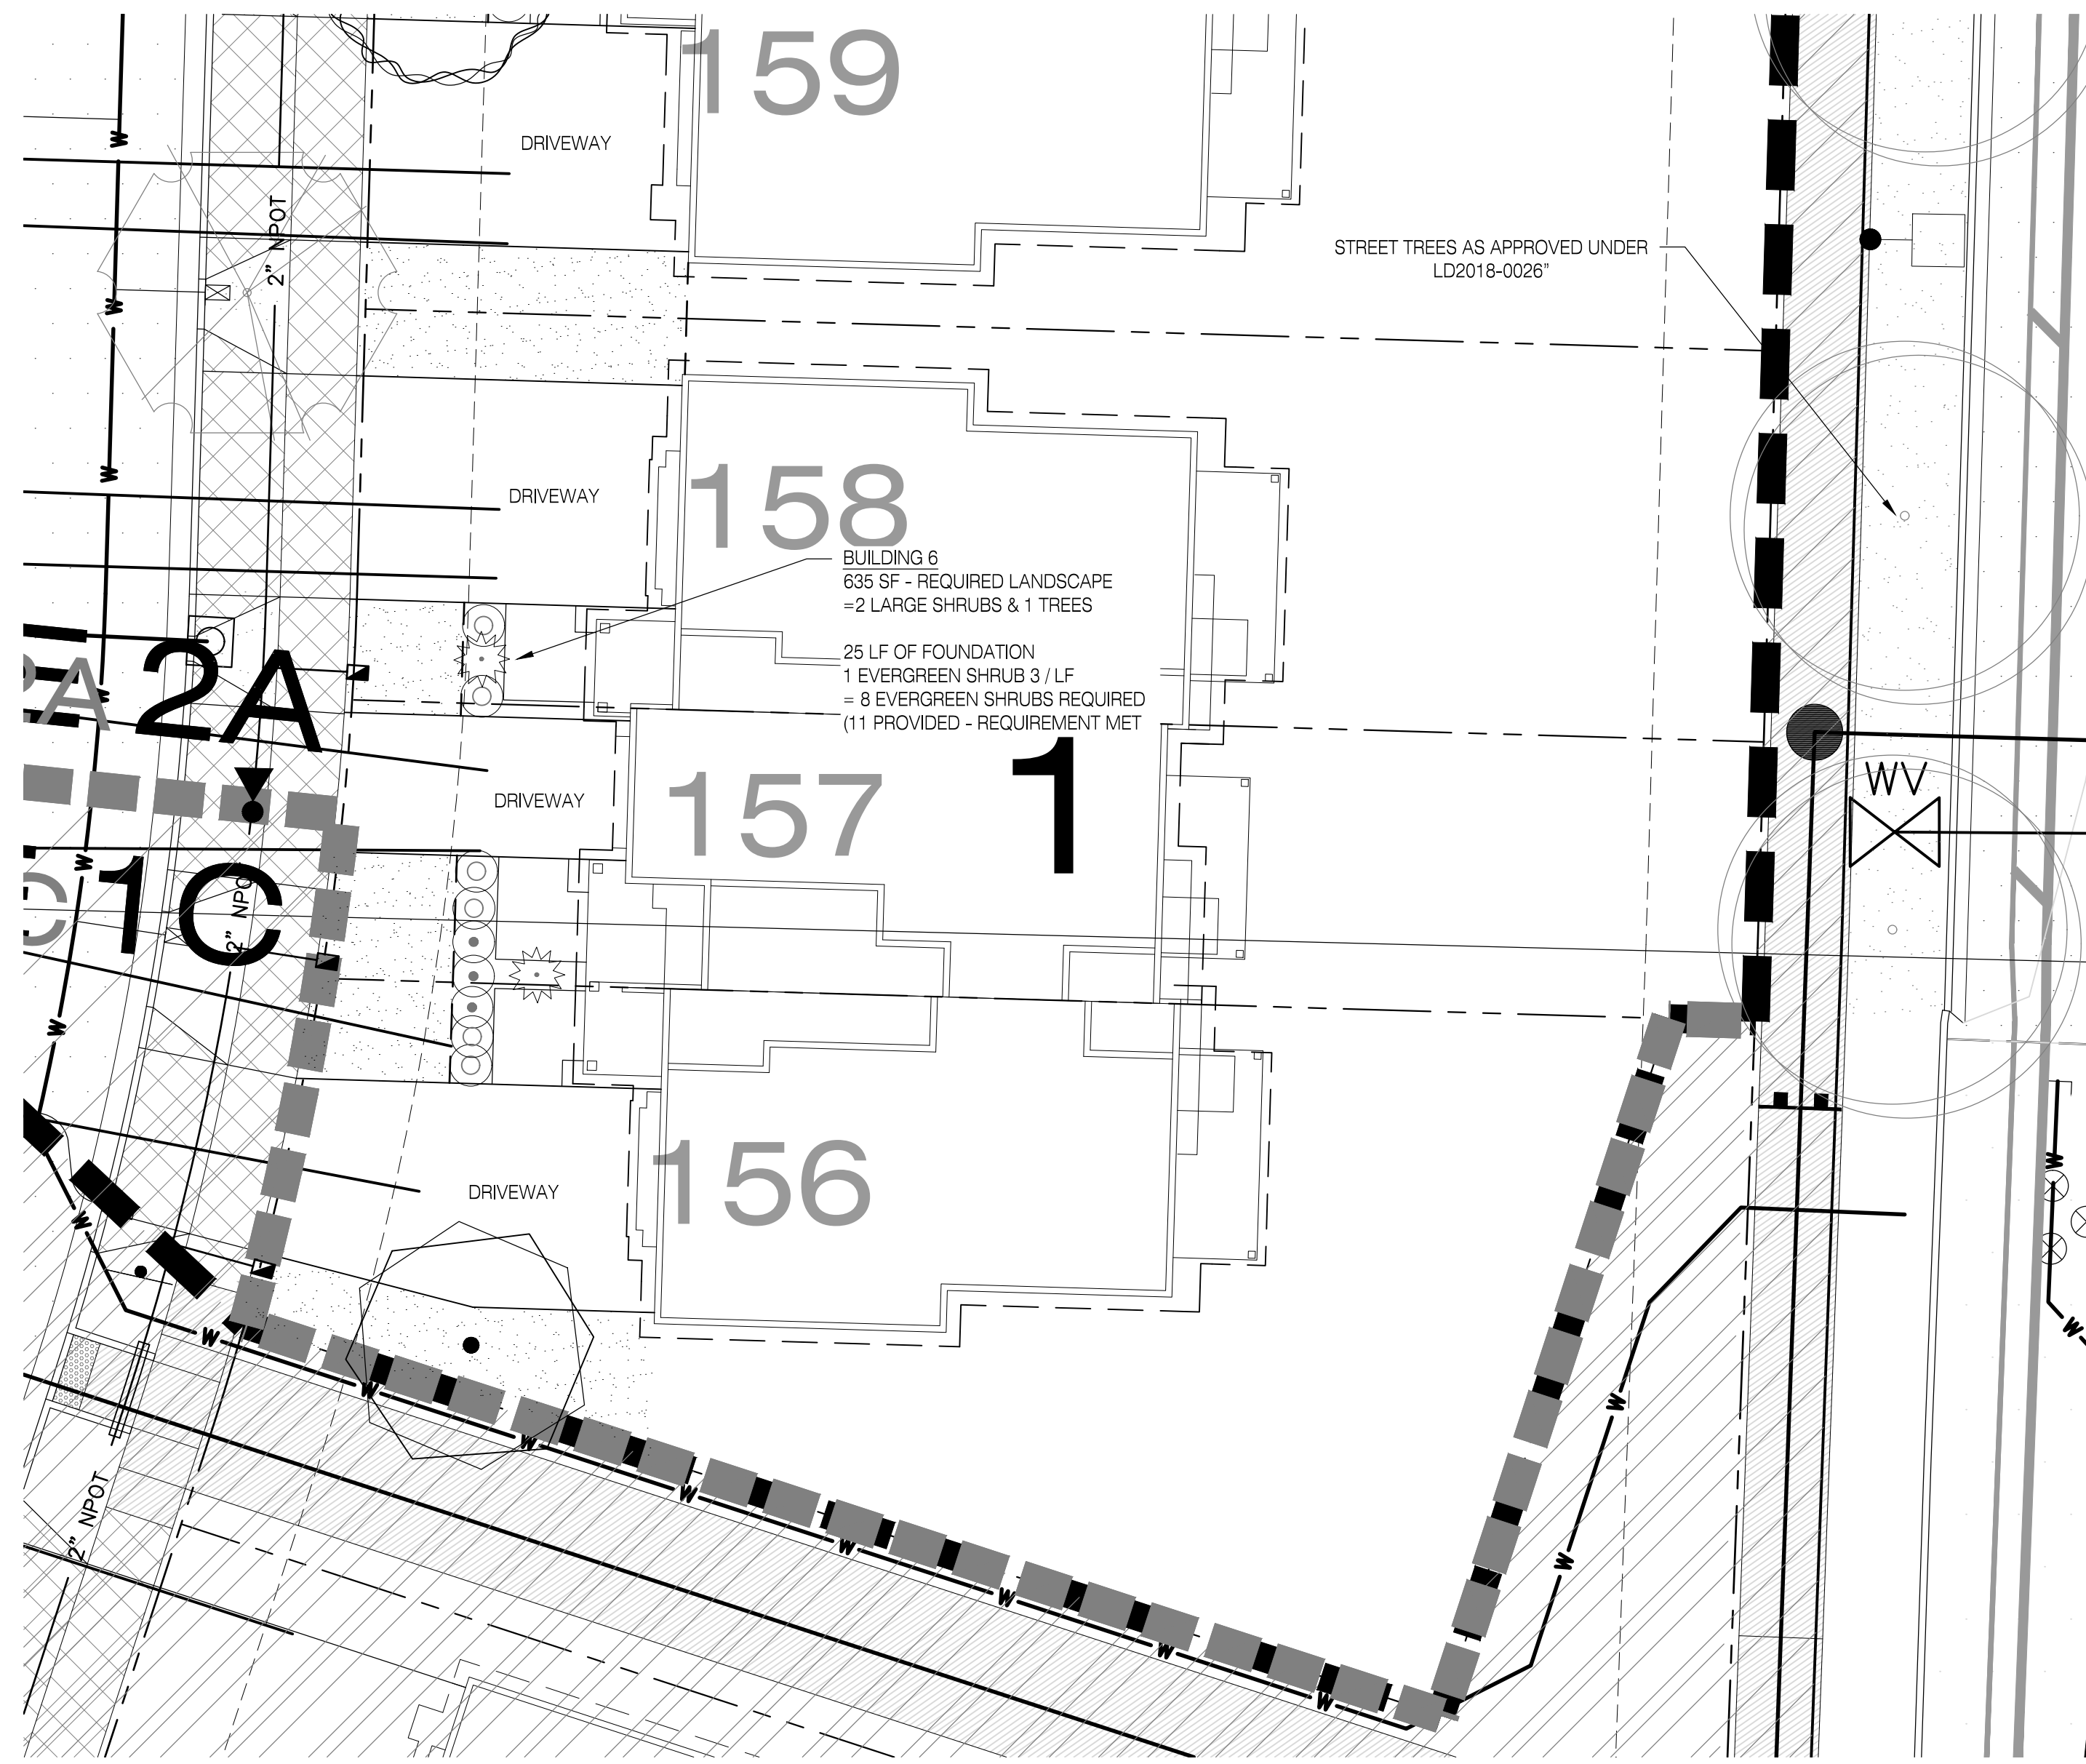 159
DRIVEWAY
2" NPOT
STREET TREES AS APPROVED UNDER
LD2018-0026"
W
W
W
DRIVEWAY
158
BUILDING 6
635 SF - REQUIRED LANDSCAPE
=2 LARGE SHRUBS & 1 TREES
25 LF OF FOUNDATION
1 EVERGREEN SHRUB 3 / LF
= 8 EVERGREEN SHRUBS REQUIRED
(11 PROVIDED - REQUIREMENT MET
2A
2A
W
DRIVEWAY
157
1
WV
W
1C
C
2" NPOT
W
DRIVEWAY
156
W
W
W
W
W
W
W
W
W
W
W
W
W
2" NPOT